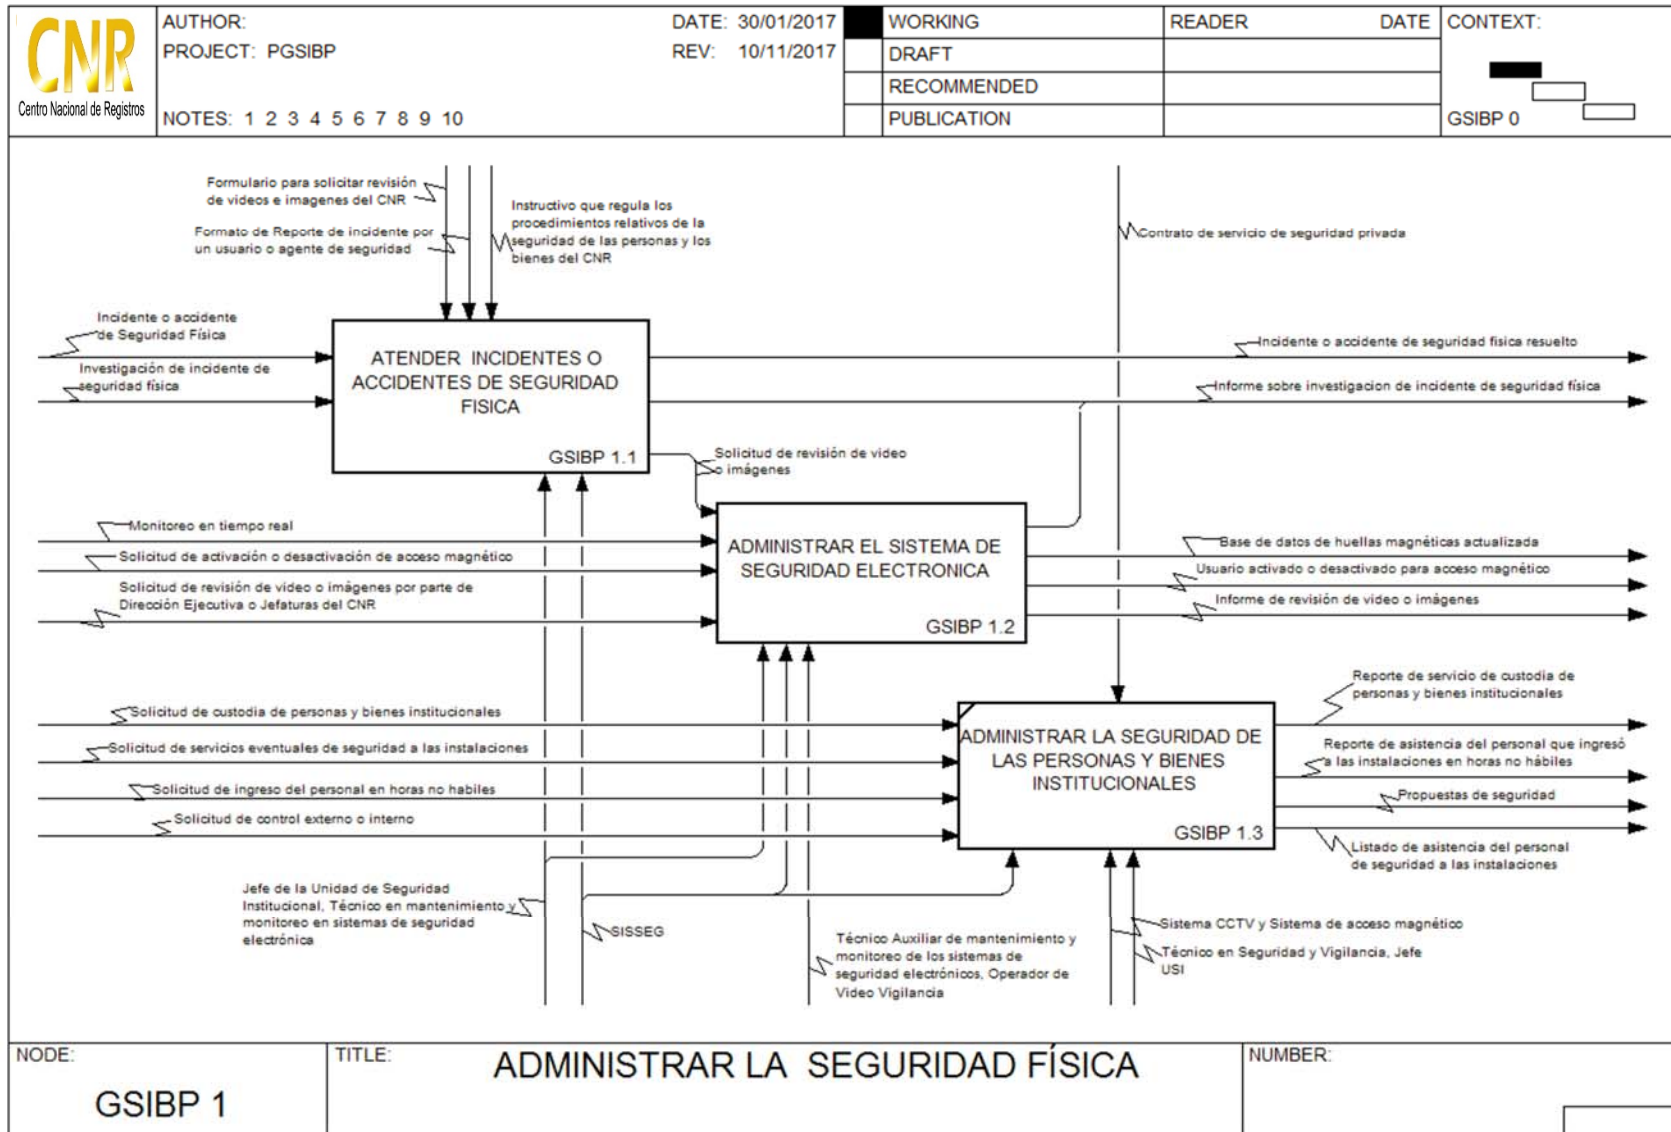 CNR
Centro Nacional de Registros
AUTHOR:
DATE: 30/01/2017
PROJECT: PGSIBP
REV: 10/11/2017
NOTES: 1 2 3 4 5 6 7 8 9 10
WORKING
DRAFT
RECOMMENDED
PUBLICATION
READER DATE
CONTEXT:
GSIBP 0
Formulario para solicitar revisión
de videos e imagenes del CNR
Formato de Reporte de incidente por
un usuario o agente de seguridad
Instructivo que regula los
procedimientos relativos de la
seguridad de las personas y los
bienes del CNR
Contrato de servicio de seguridad privada
Incidente o accidente
de Seguridad Física
Investigación de incidente de
seguridad física
ATENDER INCIDENTES O
ACCIDENTES DE SEGURIDAD
FISICA
GSIBP 1.1
Incidente o accidente de seguridad fisica resuelto
Informe sobre investigacion de incidente de seguridad física
Solicitud de revisión de video
o imágenes
Monitoreo en tiempo real
Solicitud de activación o desactivación de acceso magnético
Solicitud de revisión de video o imágenes por parte de
Dirección Ejecutiva o Jefaturas del CNR
ADMINISTRAR EL SISTEMA DE
SEGURIDAD ELECTRONICA
GSIBP 1.2
Base de datos de huellas magnéticas actualizada
Usuario activado o desactivado para acceso magnético
Informe de revisión de video o imágenes
Solicitud de custodia de personas y bienes institucionales
Solicitud de servicios eventuales de seguridad a las instalaciones
Solicitud de ingreso del personal en horas no habiles
Solicitud de control externo o interno
ADMINISTRAR LA SEGURIDAD DE
LAS PERSONAS Y BIENES
INSTITUCIONALES
GSIBP 1.3
Reporte de servicio de custodia de
personas y bienes institucionales
Reporte de asistencia del personal que ingresó
a las instalaciones en horas no hábiles
Propuestas de seguridad
Listado de asistencia del personal
de seguridad a las instalaciones
Jefe de la Unidad de Seguridad
Institucional, Técnico en mantenimiento y
monitoreo en sistemas de seguridad
electrónica
SISSEG
Técnico Auxiliar de mantenimiento y
monitoreo de los sistemas de
seguridad electrónicos, Operador de
Video Vigilancia
Sistema CCTV y Sistema de acceso magnético
Técnico en Seguridad y Vigilancia, Jefe
USI
NODE:
GSIBP 1
TITLE:
ADMINISTRAR LA SEGURIDAD FÍSICA
NUMBER: